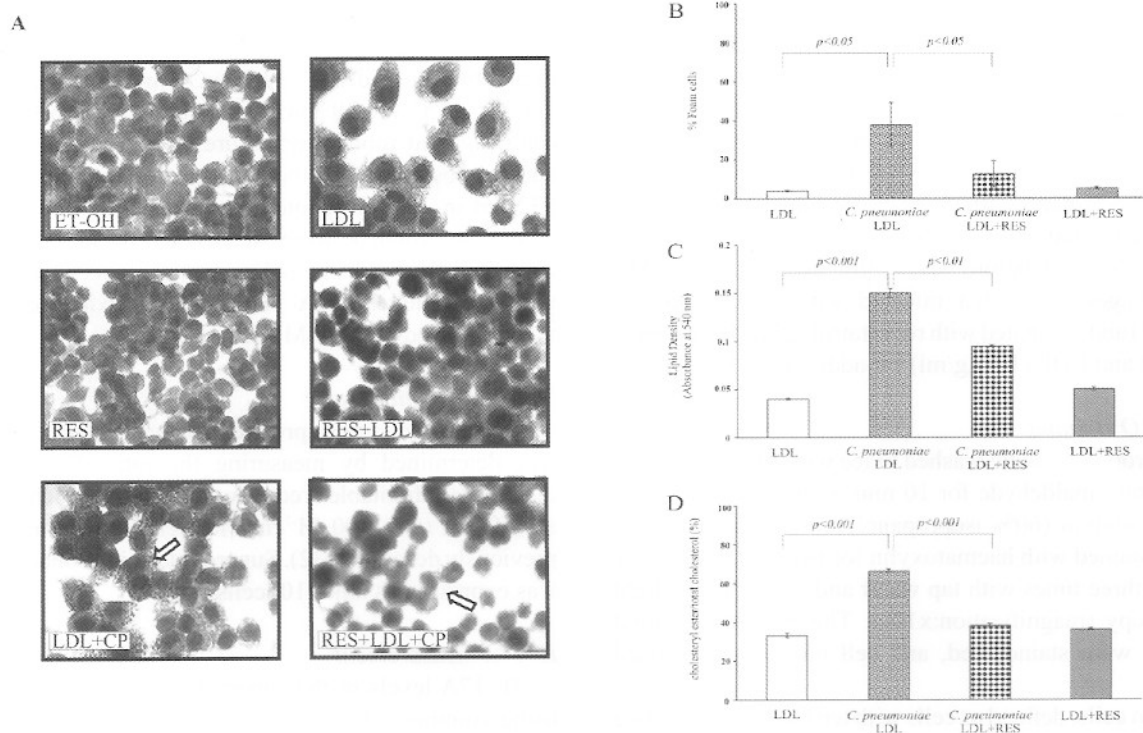 A
ET-OH
LDL
RES
RES+LDL
LDL+CP
RES+LDL+CP
B
% Foam cells
100
80
60
40
20
0
p<0,05
p<0.05
LDL
C. pneumoniae
LDL
C. pneumoniae
LDL+RES
LDL+RES
C
Lipid Density
(Absorbance at 540 nm)
0.2
0.15
0.1
0.05
0
p<0.001
p<0.01
LDL
C. pneumoniae
LDL
C. pneumoniae
LDL+RES
LDL+RES
D
cholesteryl ester/total cholesterol (%)
100
80
60
40
20
0
p<0,001
p<0.001
LDL
C. pneumoniae
LDL
C. pneumoniae
LDL+RES
LDL+RES